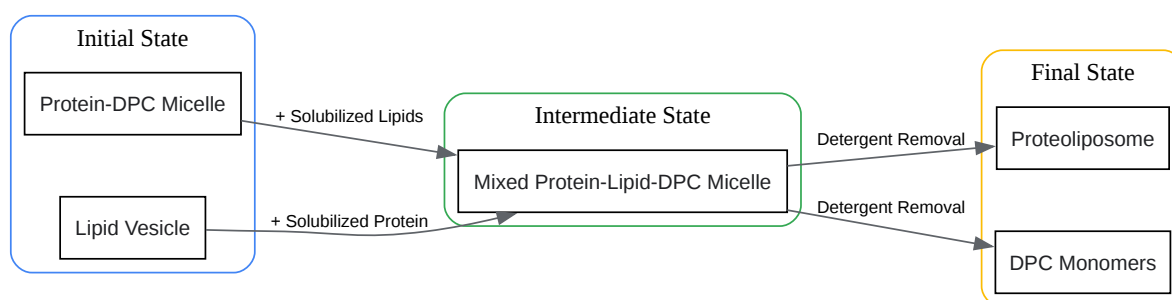 Initial State
Protein-DPC Micelle
Lipid Vesicle
+ Solubilized Lipids
+ Solubilized Protein
Intermediate State
Mixed Protein-Lipid-DPC Micelle
Detergent Removal
Detergent Removal
Final State
Proteoliposome
DPC Monomers